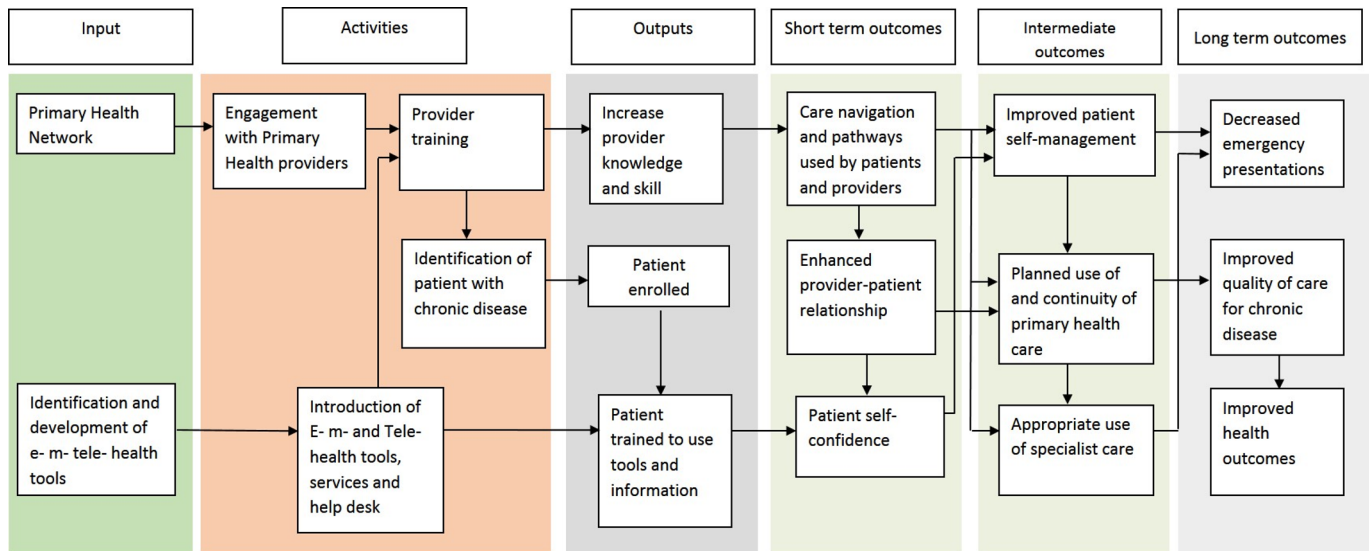 Input
Activities
Outputs
Short term outcomes
Intermediate
outcomes
Long term outcomes
Primary Health
Network
Engagement
with Primary
Health providers
Provider
training
Increase
provider
knowledge
and skill
Care navigation
and pathways
used by patients
and providers
Improved patient
self-management
Decreased
emergency
presentations
Identification of
patient with
chronic disease
Patient
enrolled
Enhanced
provider-patient
relationship
Planned use of
and continuity of
primary health
care
Improved
quality of care
for chronic
disease
Identification and
development of
e- m- tele- health
tools
Introduction of
E- m- and Tele-
health tools,
services and
help desk
Patient
trained to use
tools and
information
Patient self-
confidence
Appropriate use
of specialist care
Improved
health
outcomes